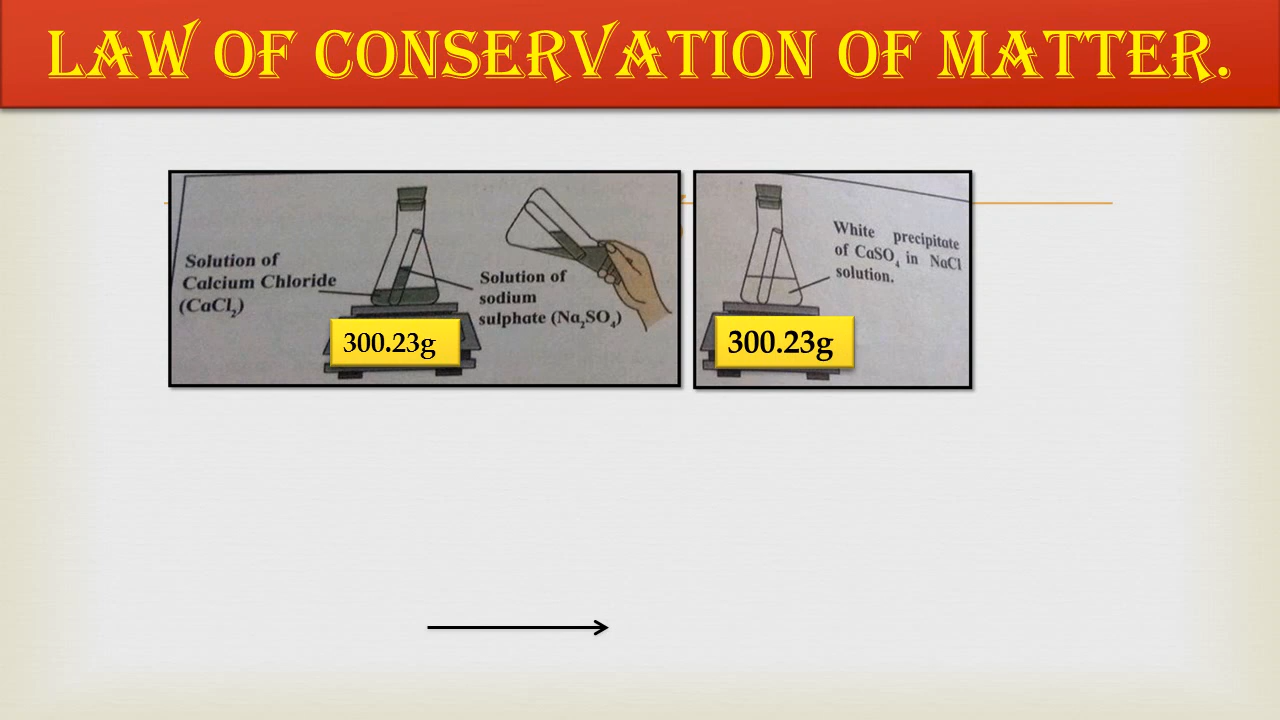 LAW OF CONSERVATION OF MATTER.
Solution of
Calcium Chloride
(CaCl₂)
Solution of
sodium
sulphate (Na₂SO₄)
300.23g
White precipitate
of CaSO₄ in NaCl
solution.
300.23g